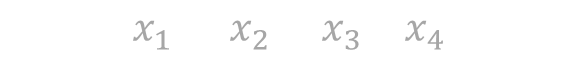 x₁ x₂ x₃ x₄